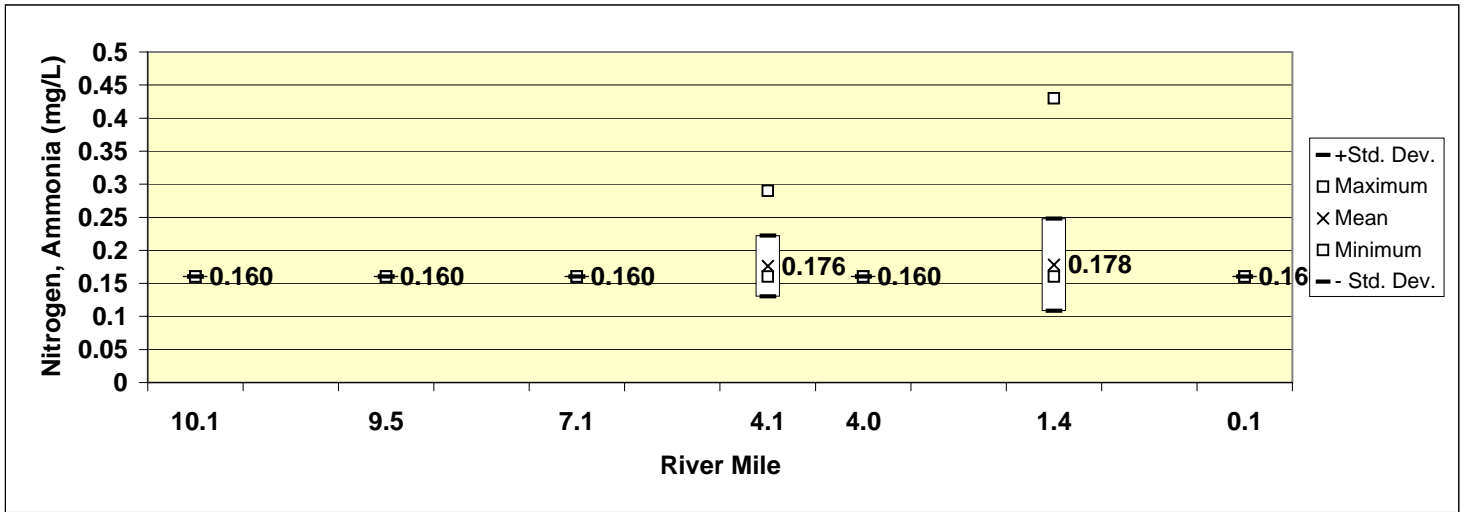 Nitrogen, Ammonia (mg/L)
0.5
0.45
0.4
0.35
0.3
0.25
0.2
0.15
0.1
0.05
0
0.160
0.160
0.160
0.176
0.160
0.178
0.16
10.1 9.5 7.1 4.1 4.0 1.4 0.1
River Mile
+Std. Dev.
Maximum
Mean
Minimum
- Std. Dev.